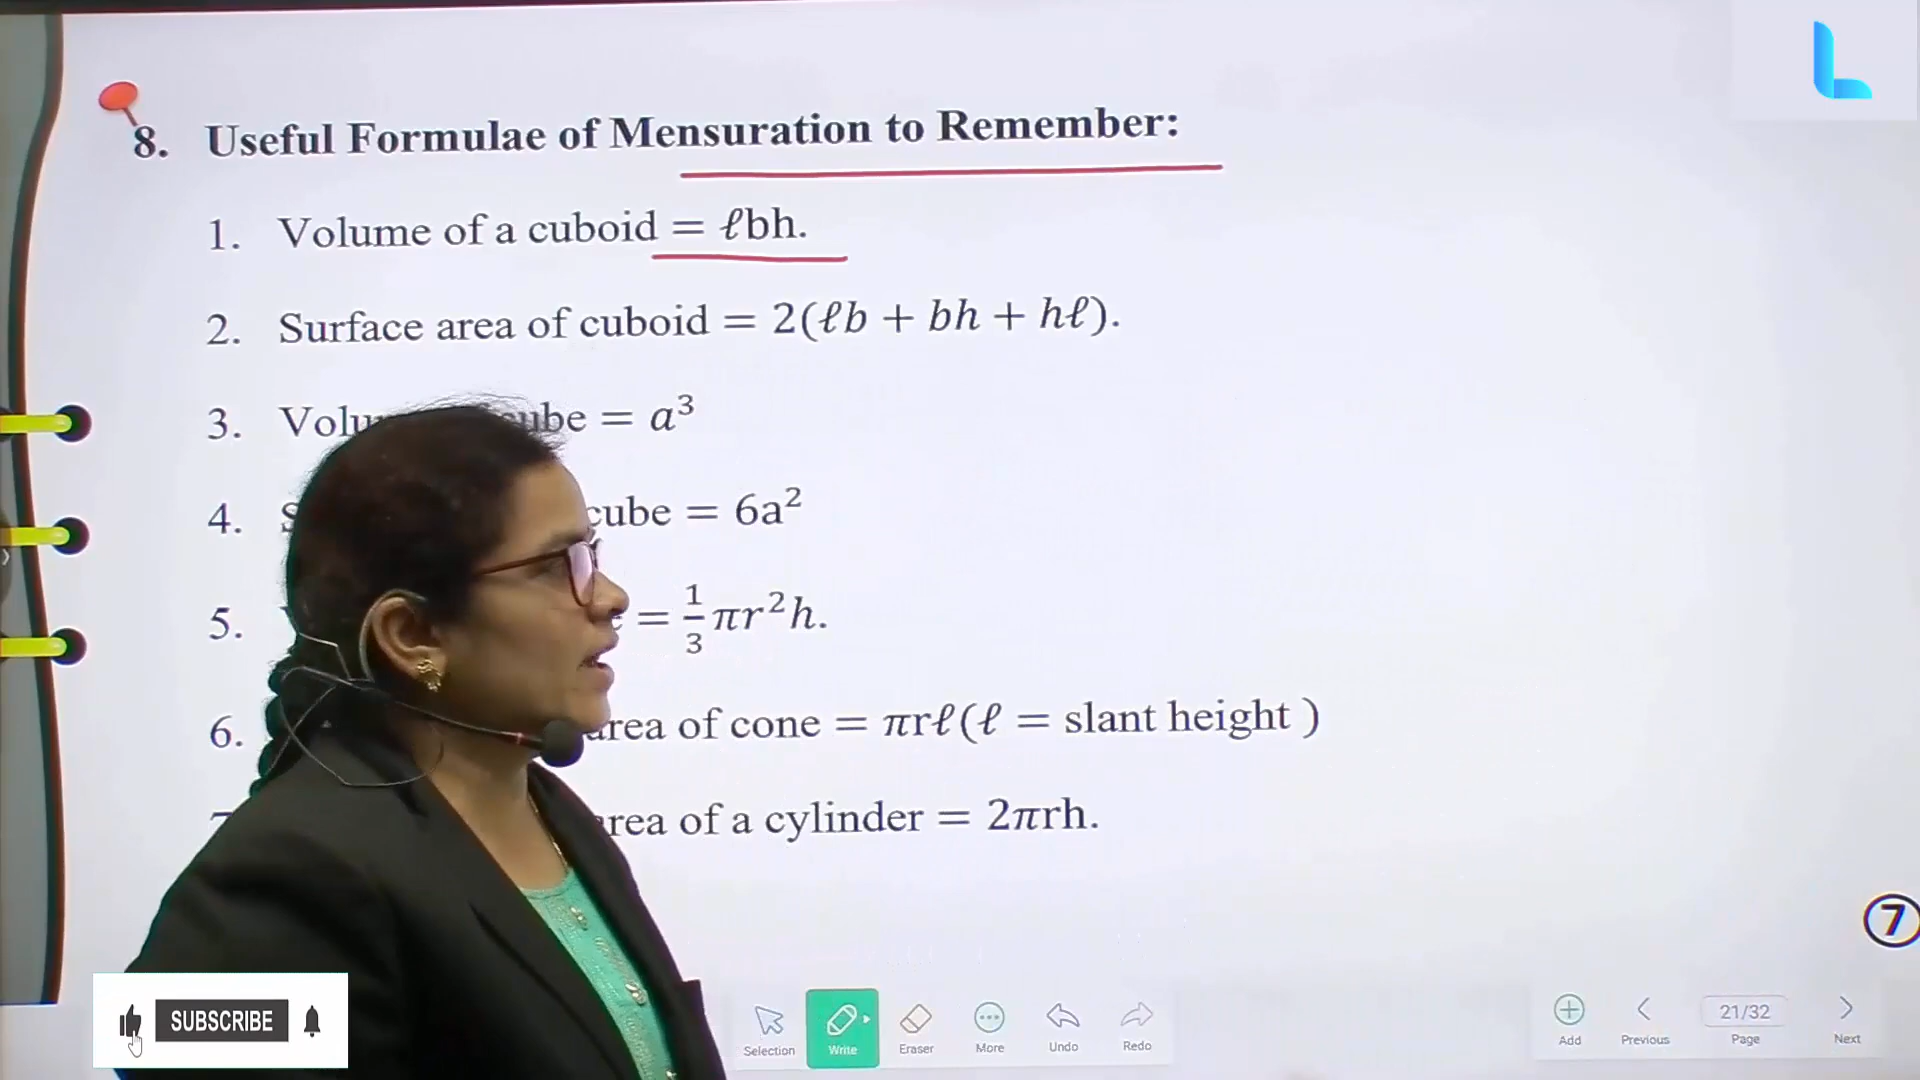 8. Useful Formulae of Mensuration to Remember:
1. Volume of a cuboid = ℓbh.
2. Surface area of cuboid = 2(ℓb + bh + hℓ).
3. = a³
4. cube = 6a²
5. = 1/3 πr²h.
6. area of cone = πrℓ(ℓ = slant height )
area of a cylinder = 2πrh.
7
SUBSCRIBE
Selection Write Eraser More Undo Redo
Add Previous 21/32 Page Next